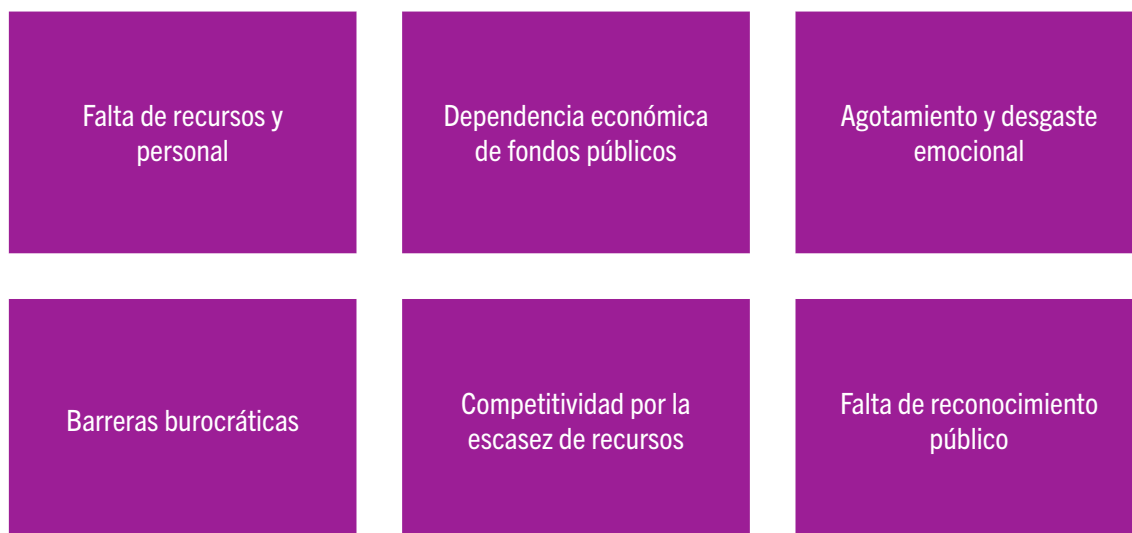 Falta de recursos y
personal
Dependencia económica
de fondos públicos
Agotamiento y desgaste
emocional
Barreras burocráticas
Competitividad por la
escasez de recursos
Falta de reconocimiento
público